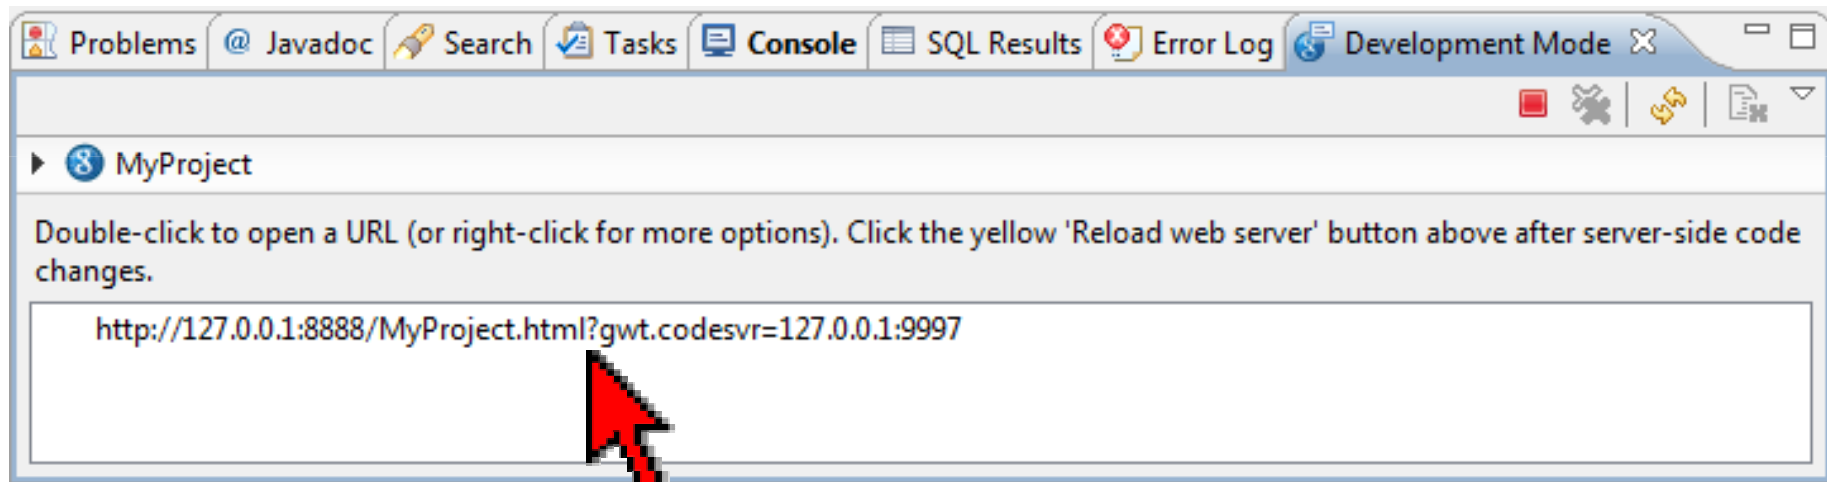 Problems @ Javadoc Search Tasks Console SQL Results Error Log Development Mode
8 MyProject
Double-click to open a URL (or right-click for more options). Click the yellow 'Reload web server' button above after server-side code
changes.
http://127.0.0.1:8888/MyProject.html?gwt.codesvr=127.0.0.1:9997